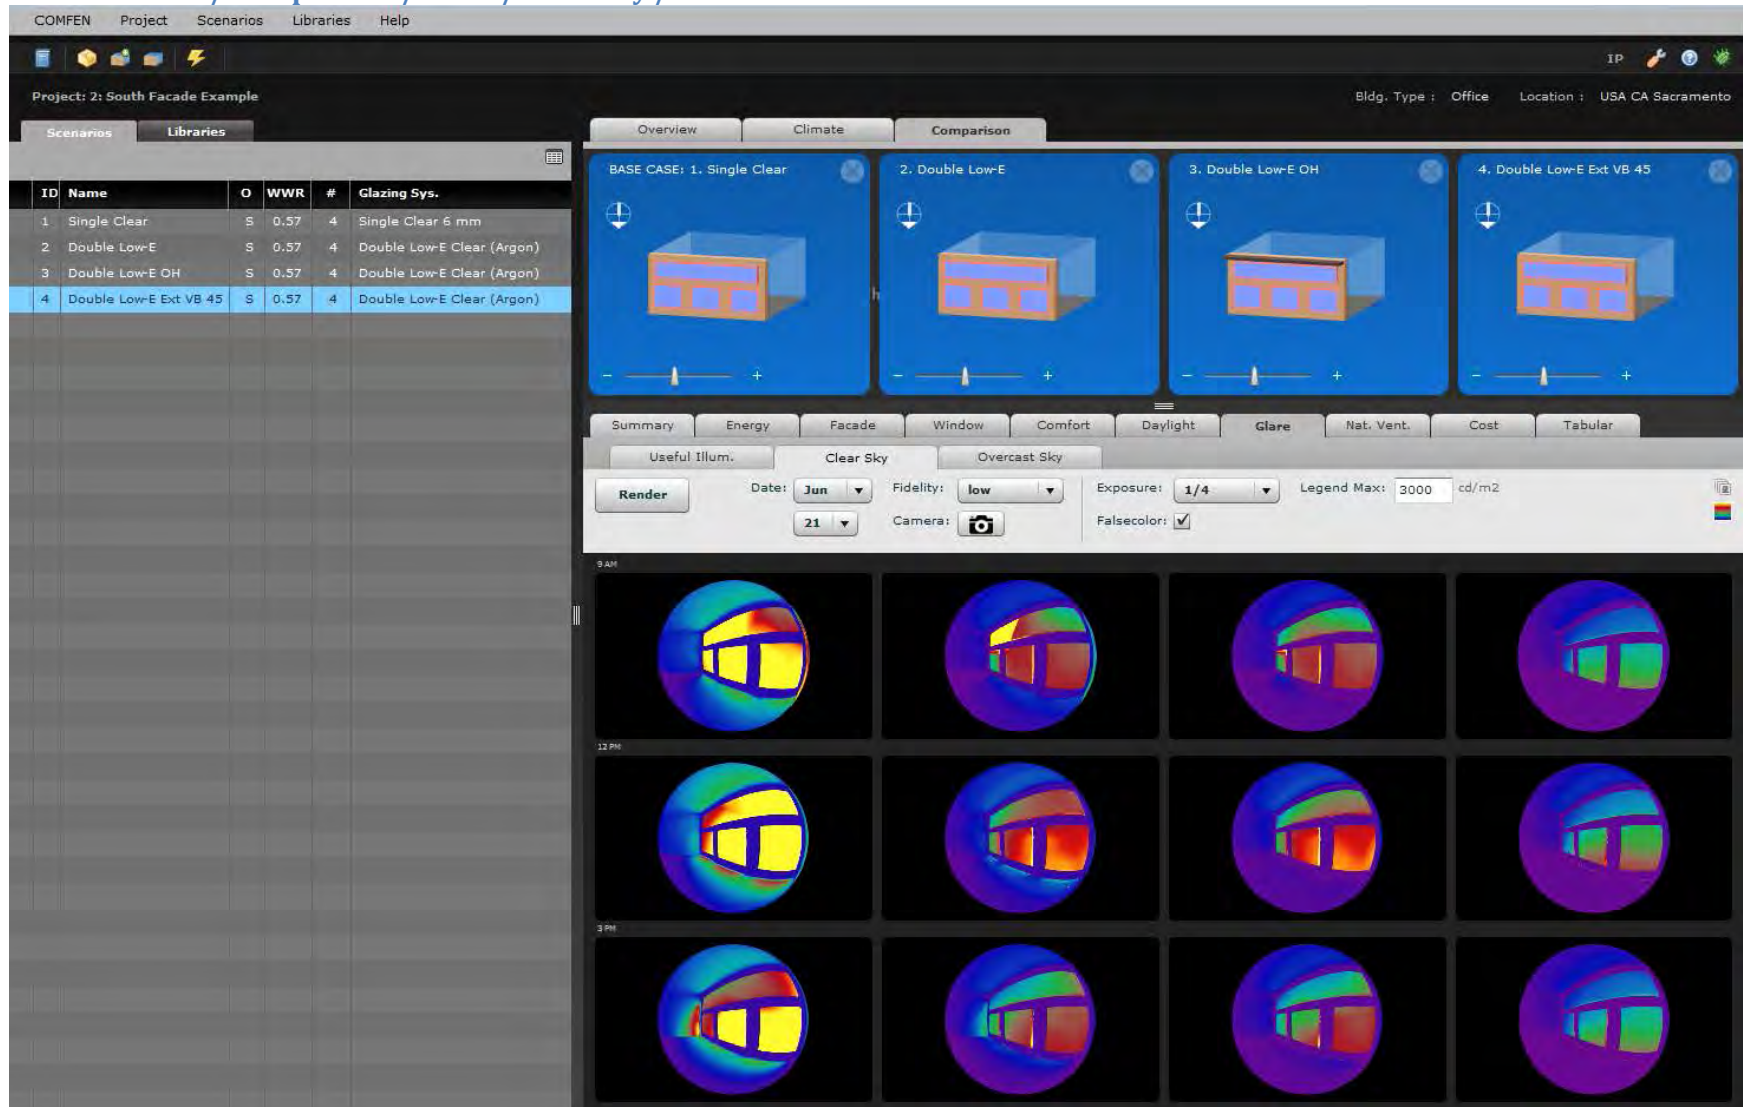 COMFEN Project Scenarios Libraries Help
IP
Project: 2: South Facade Example
Bldg. Type : Office Location : USA CA Sacramento
Scenarios Libraries
Overview Climate Comparison
ID Name O WWR # Glazing Sys.
1 Single Clear S 0.57 4 Single Clear 6 mm
2 Double Low-E S 0.57 4 Double Low-E Clear (Argon)
3 Double Low-E OH S 0.57 4 Double Low-E Clear (Argon)
4 Double Low-E Ext VB 45 S 0.57 4 Double Low-E Clear (Argon)
BASE CASE: 1. Single Clear
2. Double Low-E
3. Double Low-E OH
4. Double Low-E Ext VB 45
h
- + - + - + - +
Summary Energy Facade Window Comfort Daylight Glare Nat. Vent. Cost Tabular
Useful Illum. Clear Sky Overcast Sky
Render Date: Jun Fidelity: low Exposure: 1/4 Legend Max: 3000 cd/m2
21 Camera: Falsecolor:
9 AM
12 PM
3 PM